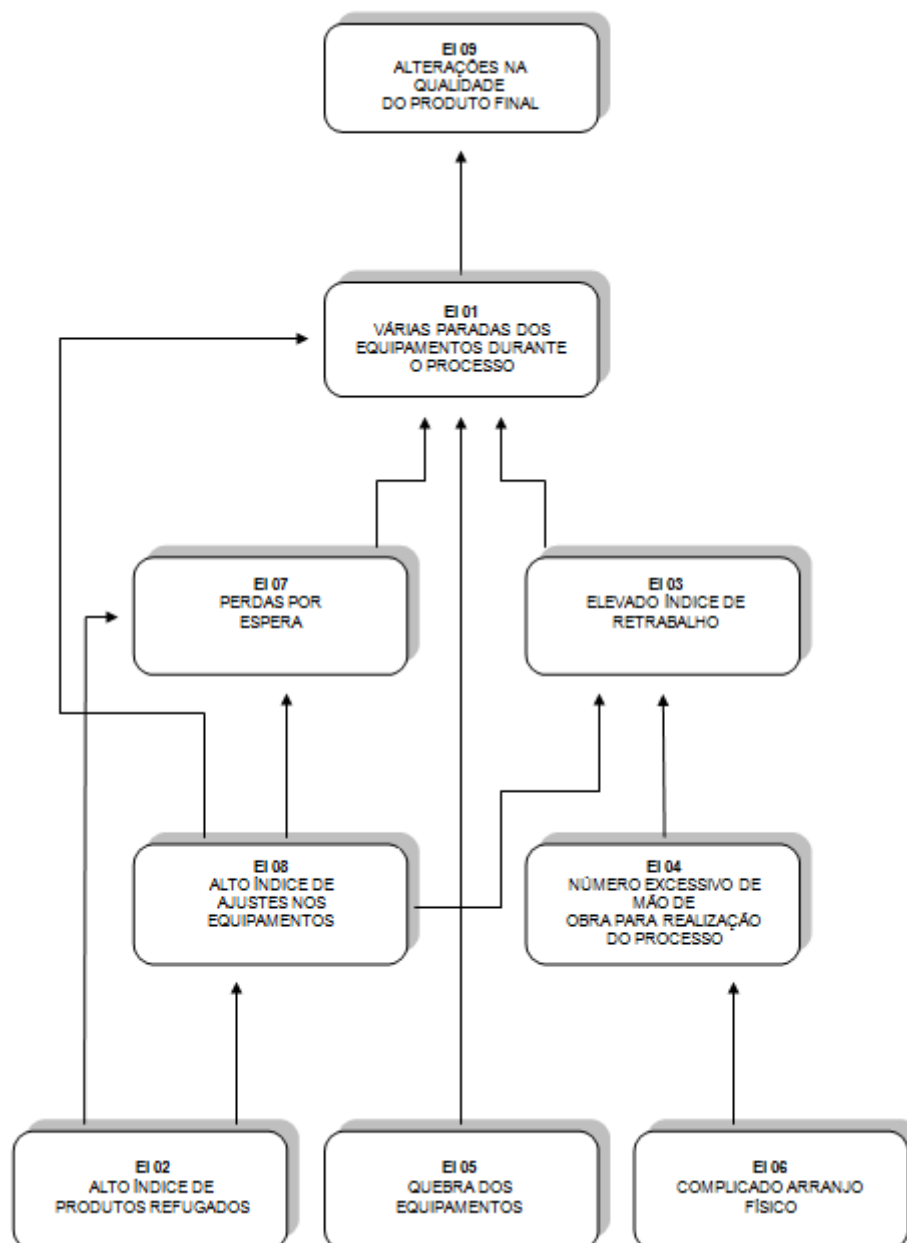 EI 09
ALTERAÇÕES NA
QUALIDADE
DO PRODUTO FINAL
EI 01
VÁRIAS PARADAS DOS
EQUIPAMENTOS DURANTE
O PROCESSO
EI 07
PERDAS POR
ESPERA
EI 03
ELEVADO ÍNDICE DE
RETRABALHO
EI 08
ALTO ÍNDICE DE
AJUSTES NOS
EQUIPAMENTOS
EI 04
NÚMERO EXCESSIVO DE
MÃO DE
OBRA PARA REALIZAÇÃO
DO PROCESSO
EI 02
ALTO ÍNDICE DE
PRODUTOS REFUGADOS
EI 05
QUEBRA DOS
EQUIPAMENTOS
EI 06
COMPLICADO ARRANJO
FÍSICO